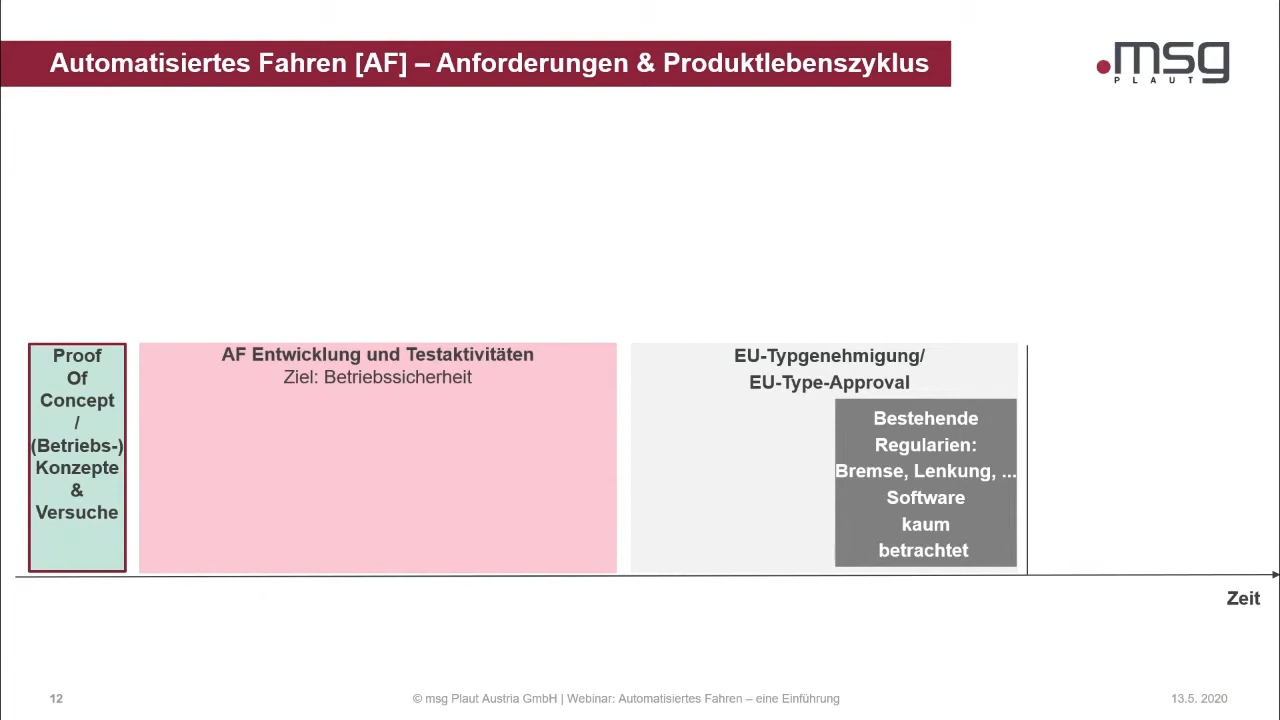 Automatisiertes Fahren [AF] – Anforderungen & Produktlebenszyklus
.msg
PLAUT
Proof
Of
Concept
/
(Betriebs-)
Konzepte
&
Versuche
AF Entwicklung und Testaktivitäten
Ziel: Betriebssicherheit
EU-Typgenehmigung/
EU-Type-Approval
Bestehende
Regularien:
Bremse, Lenkung, ...
Software
kaum
betrachtet
Zeit
12
© msg Plaut Austria GmbH | Webinar: Automatisiertes Fahren – eine Einführung
13.5. 2020